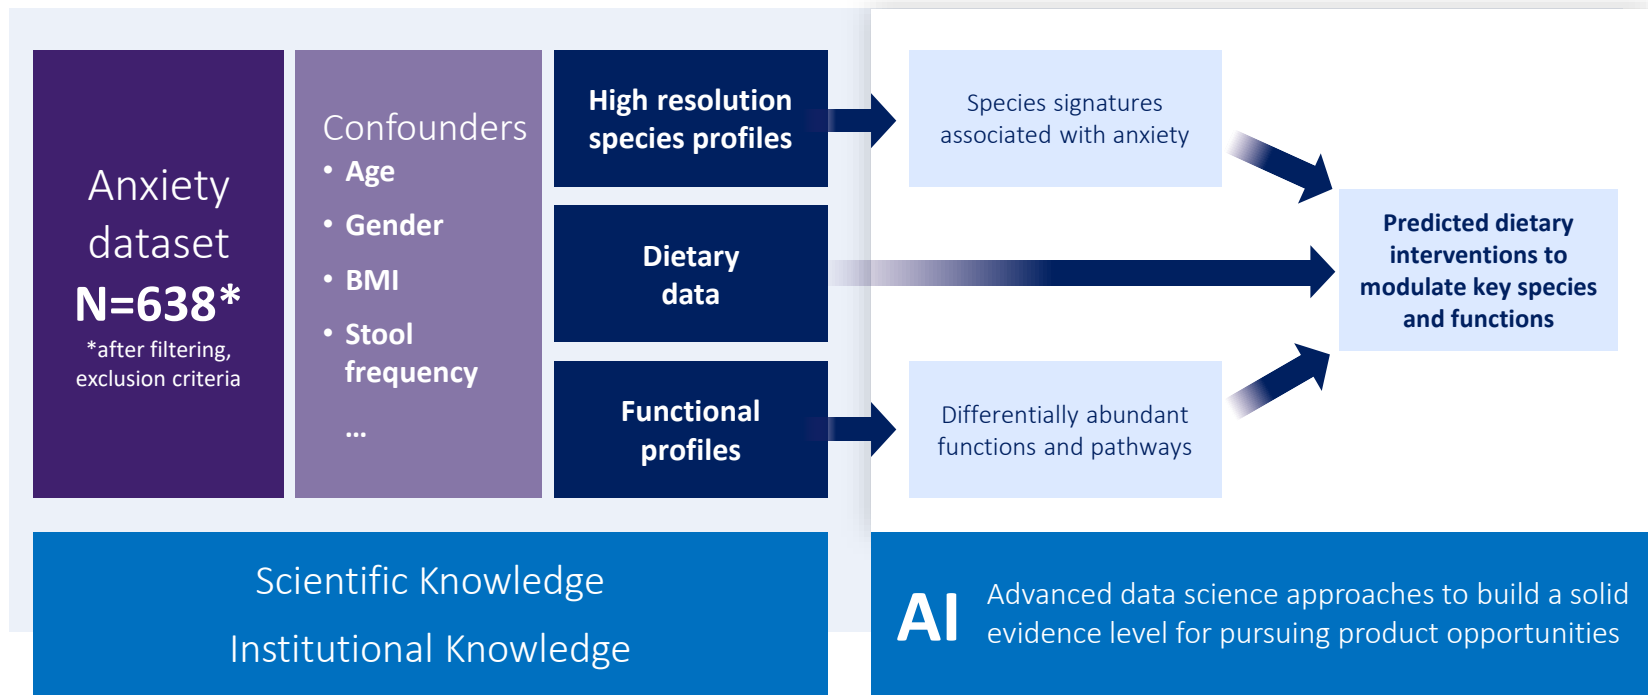 Anxiety
dataset
N=638*
*after filtering,
exclusion criteria
Confounders
• Age
• Gender
• BMI
• Stool
frequency
...
High resolution
species profiles
Dietary
data
Functional
profiles
Species signatures
associated with anxiety
Differentially abundant
functions and pathways
Predicted dietary
interventions to
modulate key species
and functions
Scientific Knowledge
Institutional Knowledge
AI
Advanced data science approaches to build a solid
evidence level for pursuing product opportunities